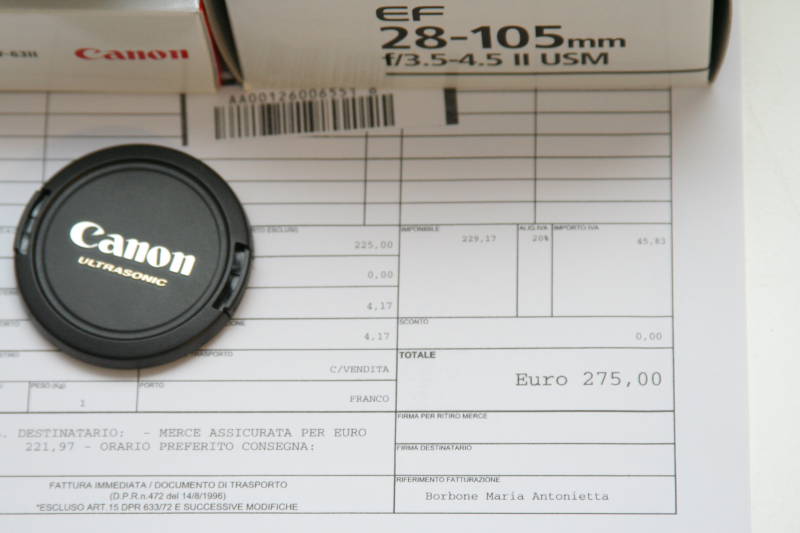 EF
28-105mm
f/3.5-4.5 II USM
Canon
AA00126006551 0
Canon
ULTRASONIC
IMPONIBILE
ALIQ.IVA
IMPORTO IVA
225,00
229,17
20%
45,83
0,00
4,17
SCONTO
4,17
0,00
TRASPORTO
TOTALE
C/VENDITA
Euro 275,00
PESO (Kg)
PORTO
1
FRANCO
FIRMA PER RITIRO MERCE
DESTINATARIO: - MERCE ASSICURATA PER EURO
221,97 - ORARIO PREFERITO CONSEGNA:
FIRMA DESTINATARIO
FATTURA IMMEDIATA / DOCUMENTO DI TRASPORTO
(D.P.R.n.472 del 14/8/1996)
*ESCLUSO ART.15 DPR 633/72 E SUCCESSIVE MODIFICHE
RIFERIMENTO FATTURAZIONE
Borbone Maria Antonietta